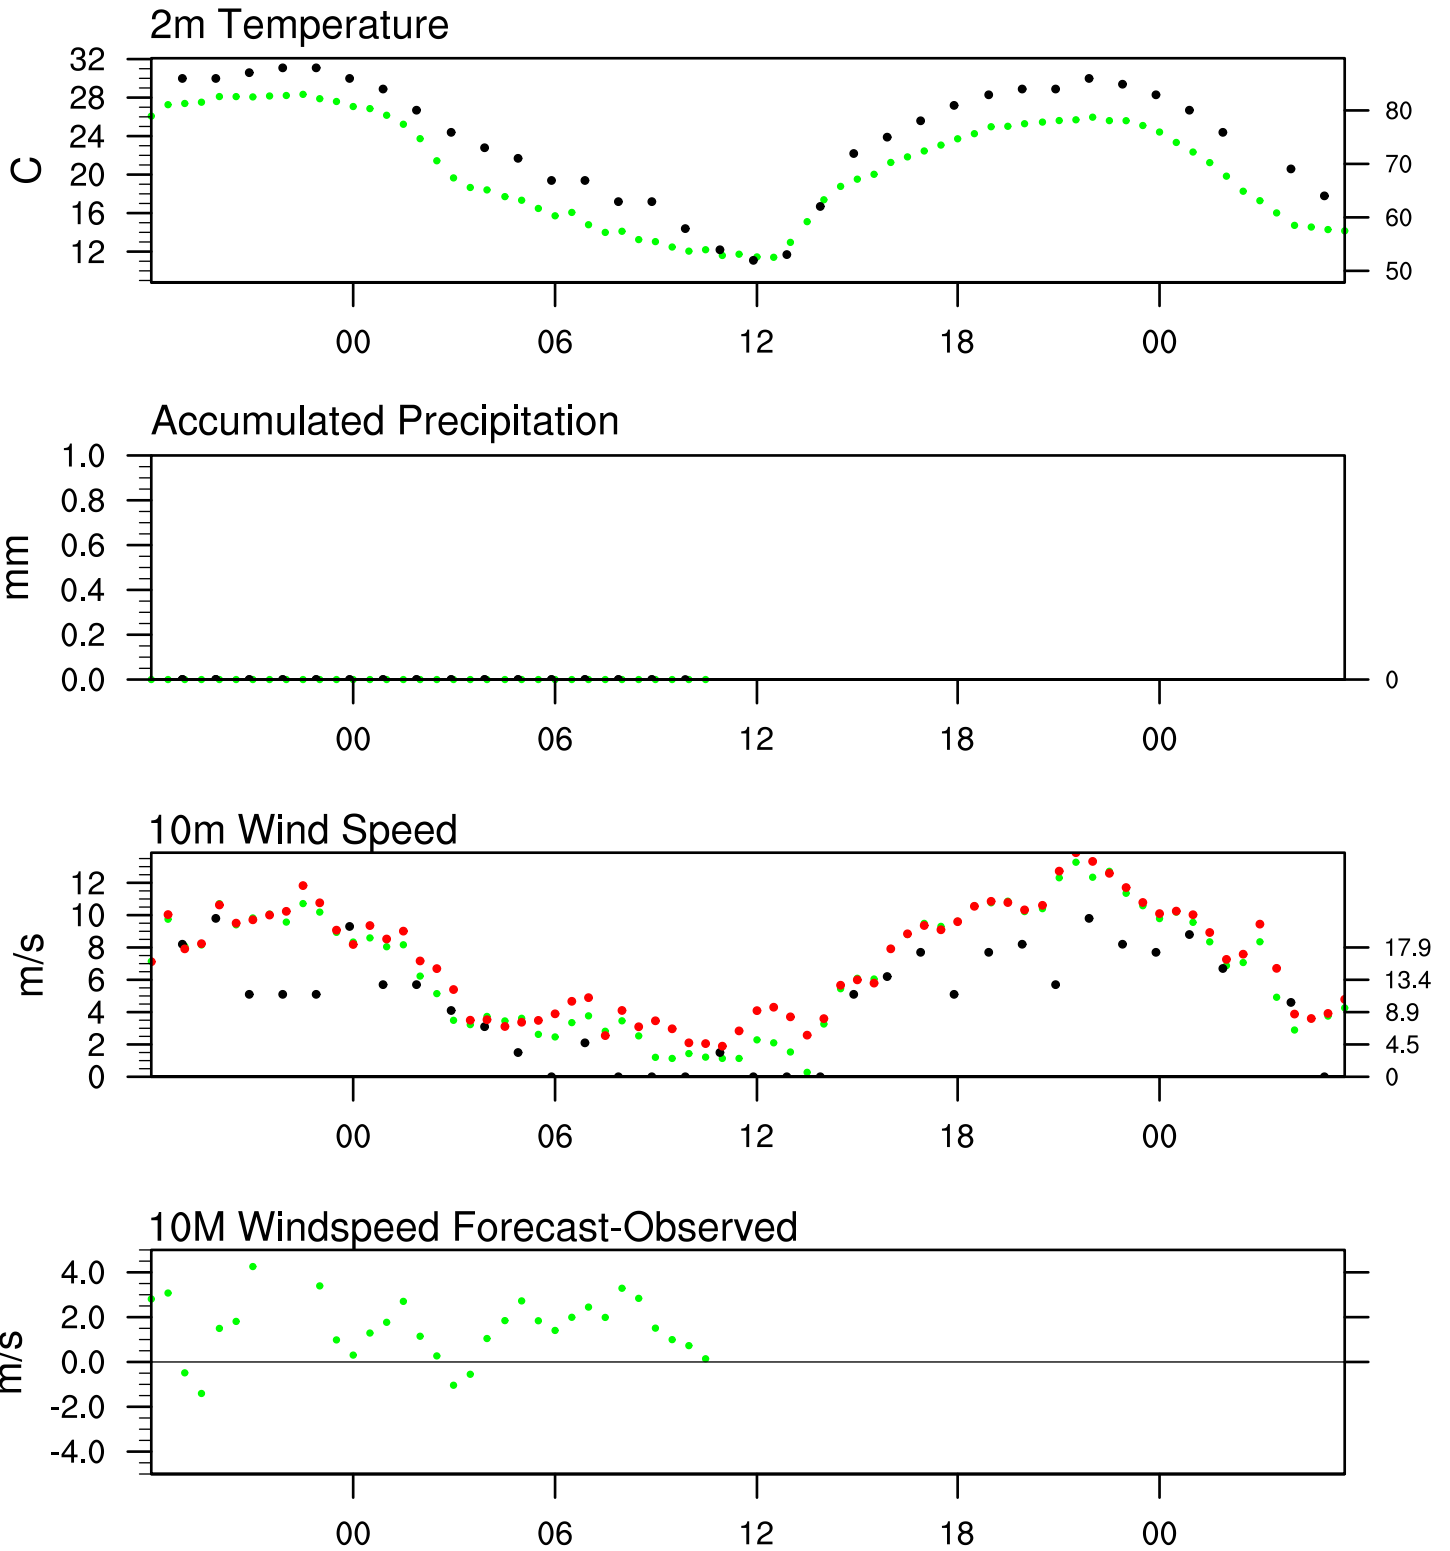 2m Temperature
32
28
24
20
16
12
C
80
70
60
50
00 06 12 18 00
Accumulated Precipitation
1.0
0.8
0.6
0.4
0.2
0.0
mm
0
00 06 12 18 00
10m Wind Speed
12
10
8
6
4
2
0
m/s
17.9
13.4
8.9
4.5
0
00 06 12 18 00
10M Windspeed Forecast-Observed
4.0
2.0
0.0
-2.0
-4.0
m/s
00 06 12 18 00